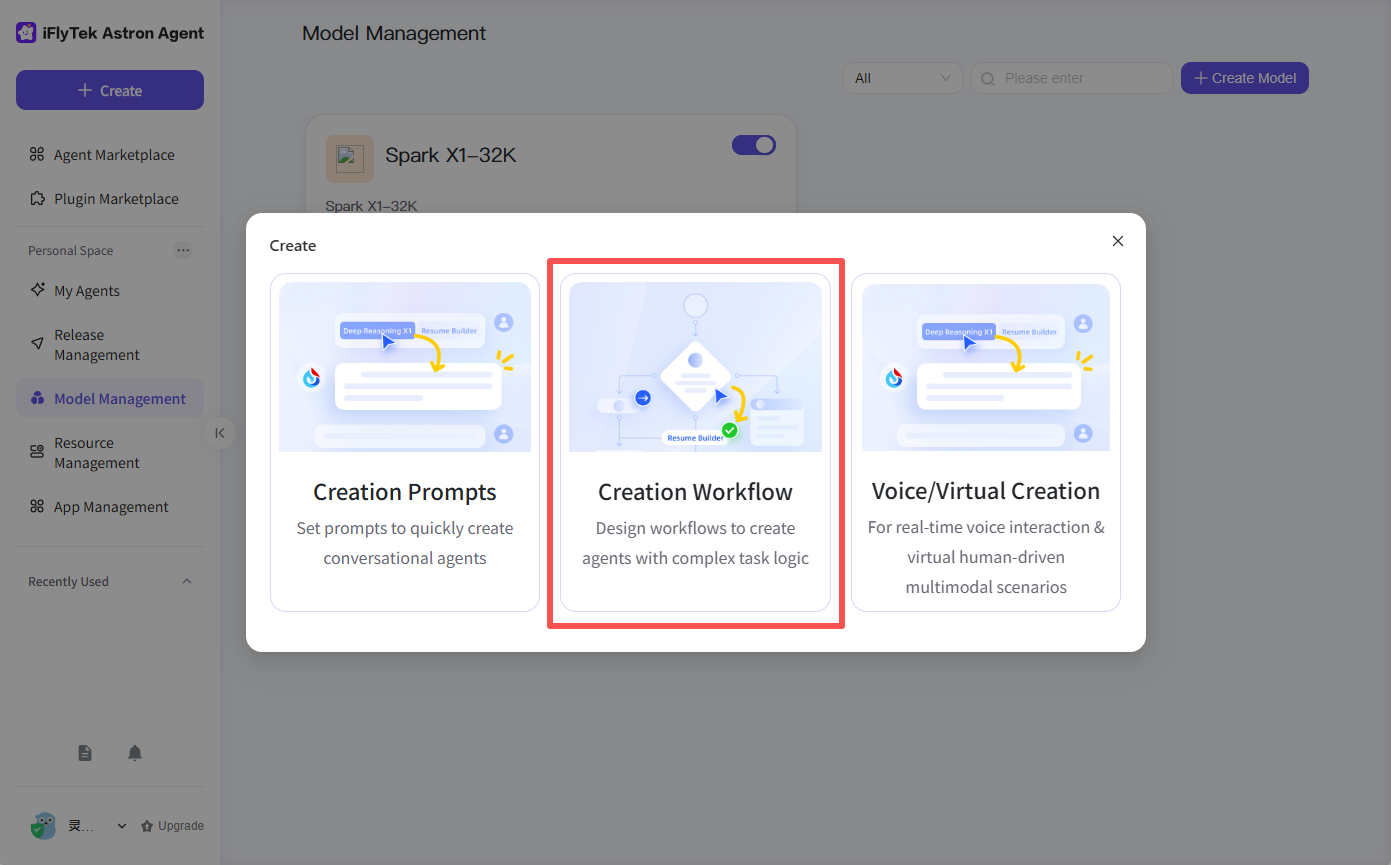 iFlyTek Astron Agent
Create
Agent Marketplace
Plugin Marketplace
Personal Space
My Agents
Release
Management
Model Management
Resource
Management
App Management
Recently Used
灵...
Upgrade
Model Management
All
Please enter
Create Model
Spark X1-32K
Spark X1-32K
Create
Deep Reasoning X1
Resume Builder
Creation Prompts
Set prompts to quickly create
conversational agents
Resume Builder
Creation Workflow
Design workflows to create
agents with complex task logic
Deep Reasoning X1
Resume Builder
Voice/Virtual Creation
For real-time voice interaction &
virtual human-driven
multimodal scenarios